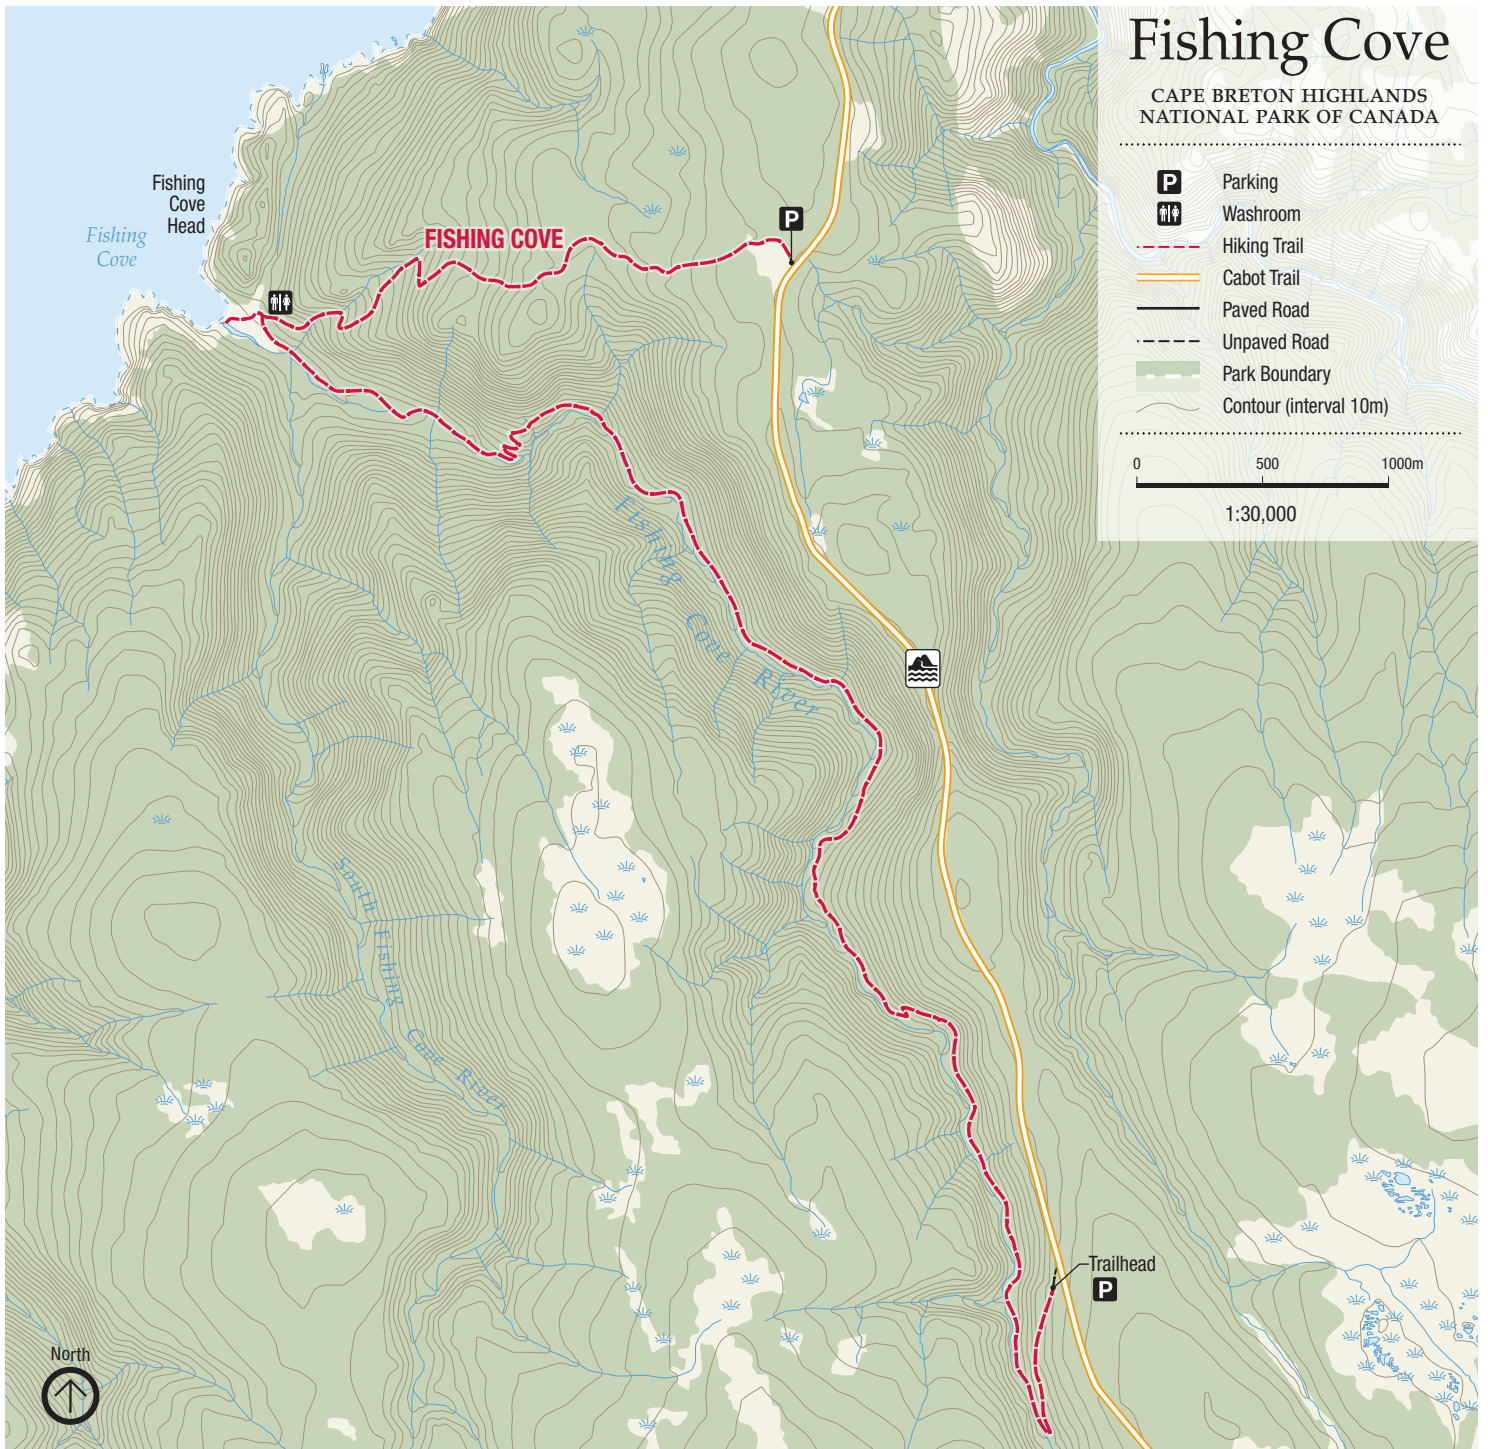 Fishing Cove
CAPE BRETON HIGHLANDS
NATIONAL PARK OF CANADA
P Parking
Washroom
Hiking Trail
Cabot Trail
Paved Road
Unpaved Road
Park Boundary
Contour (interval 10m)
0 500 1000m
1:30,000
Fishing
Cove
Head
Fishing
Cove
FISHING COVE
P
Fishing Cove River
South Fishing Cove River
Trailhead
P
North